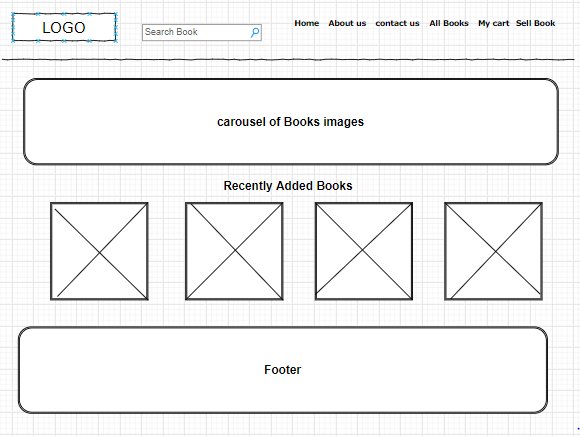 LOGO
Search Book
Home About us contact us All Books My cart Sell Book
carousel of Books images
Recently Added Books
Footer